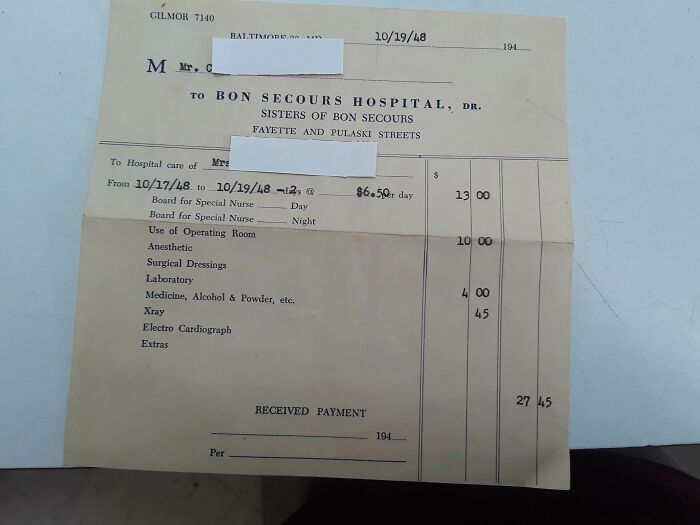 GILMOR 7140
BALTIMORE 10/19/48 194
M Mr. C
TO BON SECOURS HOSPITAL, DR.
SISTERS OF BON SECOURS
FAYETTE AND PULASKI STREETS
To Hospital care of Mrs $
From 10/17/48 to 10/19/48 - 2 days @ $6.50 per day 13 00
Board for Special Nurse Day
Board for Special Nurse Night
Use of Operating Room 10 00
Anesthetic
Surgical Dressings
Laboratory 4 00
Medicine, Alcohol & Powder, etc. 45
Xray
Electro Cardiograph
Extras
27 45
RECEIVED PAYMENT
194
Per